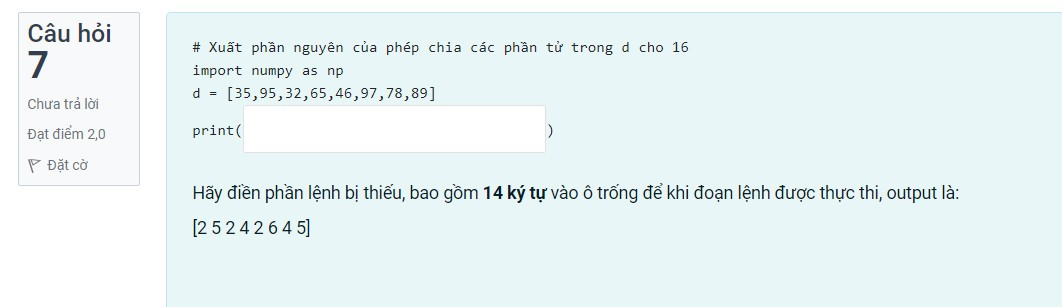 Câu hỏi
7
Chưa trả lời
Đạt điểm 2,0
Đặt cờ
# Xuất phần nguyên của phép chia các phần tử trong d cho 16
import numpy as np
d = [35,95,32,65,46,97,78,89]
print( )
Hãy điền phần lệnh bị thiếu, bao gồm 14 ký tự vào ô trống để khi đoạn lệnh được thực thi, output là:
[2 5 2 4 2 6 4 5]